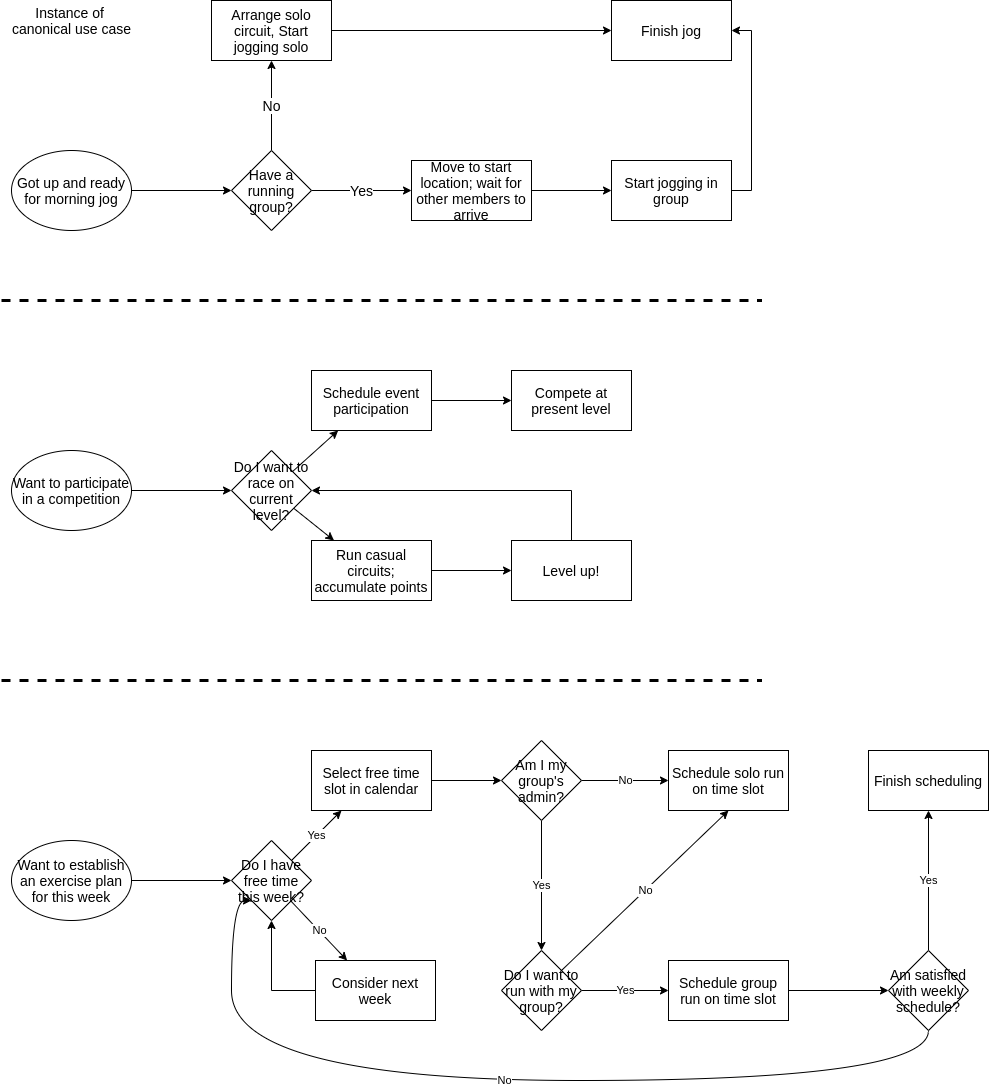 Instance of
canonical use case
Arrange solo
circuit, Start
jogging solo
Finish jog
No
Got up and ready
for morning jog
Have a
running
group?
Yes
Move to start
location; wait for
other members to
arrive
Start jogging in
group
Schedule event
participation
Compete at
present level
Want to participate
in a competition
Do I want to
race on
current
level?
Run casual
circuits;
accumulate points
Level up!
Select free time
slot in calendar
Am I my
group's
admin?
No
Schedule solo run
on time slot
Finish scheduling
Yes
Want to establish
an exercise plan
for this week
Do I have
free time
this week?
Yes
No
Yes
No
Consider next
week
Do I want to
run with my
group?
Yes
Schedule group
run on time slot
Am satisfied
with weekly
schedule?
No